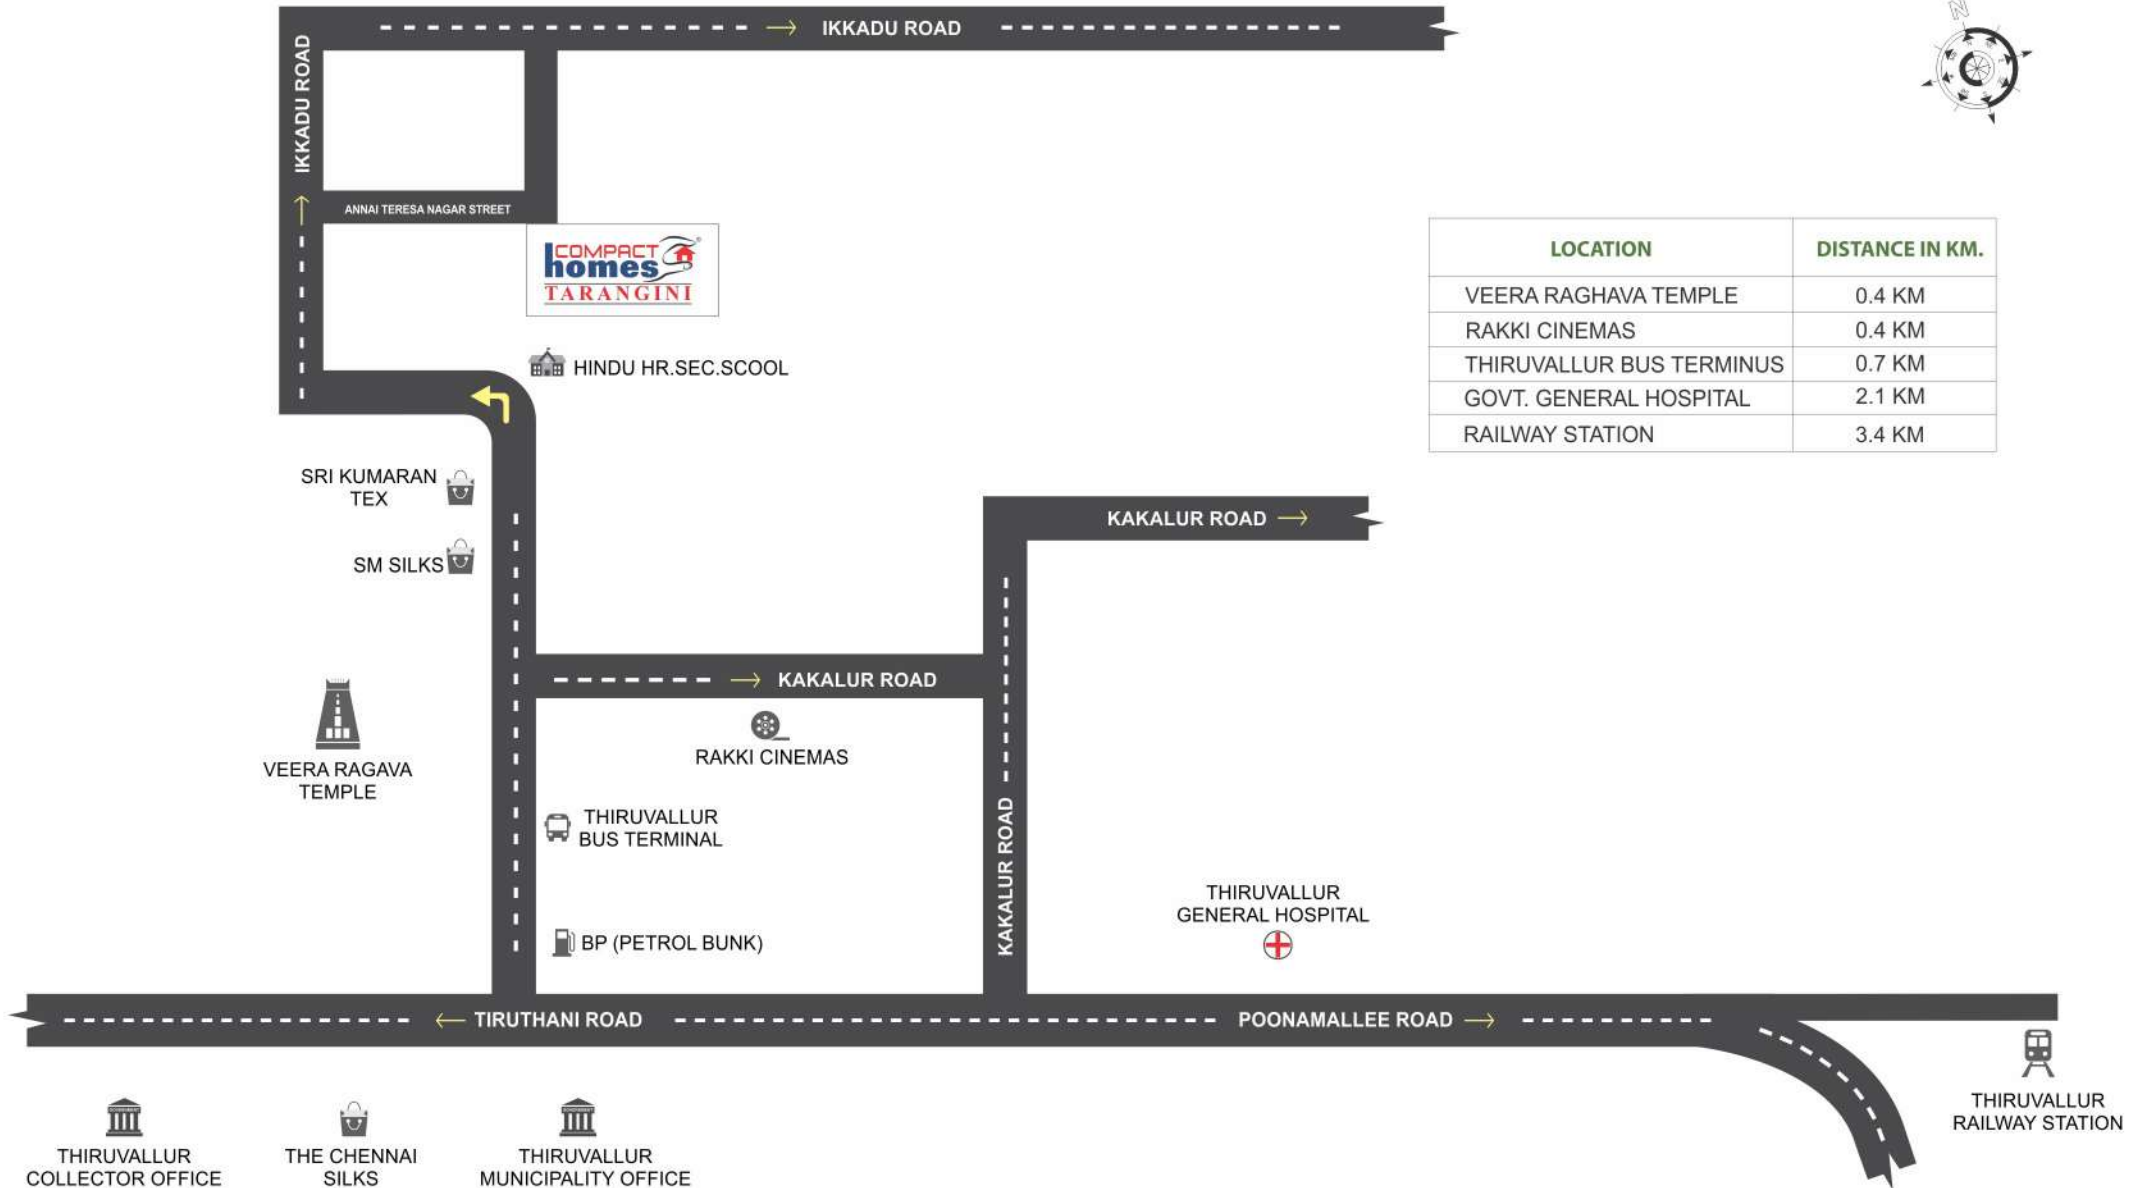 IKKADU ROAD
N
IKKADU ROAD
ANNAI TERESA NAGAR STREET
COMPACT
homes
TARANGINI
LOCATION DISTANCE IN KM.
VEERA RAGHAVA TEMPLE 0.4 KM
RAKKI CINEMAS 0.4 KM
THIRUVALLUR BUS TERMINUS 0.7 KM
GOVT. GENERAL HOSPITAL 2.1 KM
RAILWAY STATION 3.4 KM
HINDU HR.SEC.SCOOL
SRI KUMARAN
TEX
SM SILKS
KAKALUR ROAD
KAKALUR ROAD
RAKKI CINEMAS
VEERA RAGAVA
TEMPLE
THIRUVALLUR
BUS TERMINAL
KAKALUR ROAD
THIRUVALLUR
GENERAL HOSPITAL
BP (PETROL BUNK)
TIRUTHANI ROAD
POONAMALLEE ROAD
THIRUVALLUR
RAILWAY STATION
THIRUVALLUR
COLLECTOR OFFICE
THE CHENNAI
SILKS
THIRUVALLUR
MUNICIPALITY OFFICE